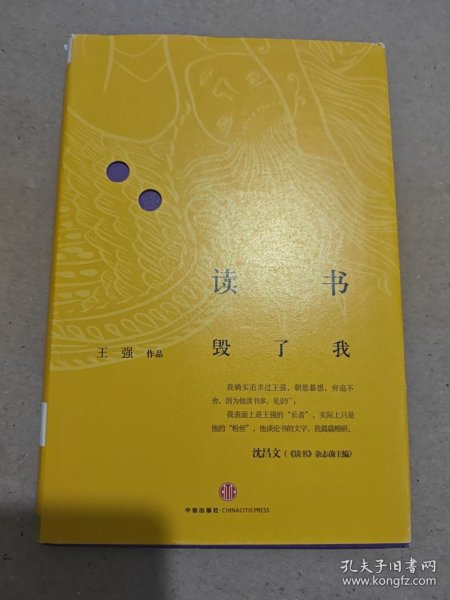 读书
毁了我
王强 作品
我确实追求过王强,朝思暮想,穷追不
舍,因为他读书多,见识广;
我表面上是王强的“长者”,实际上只是
他的“粉丝”,他谈论书的文字,我篇篇精研。
沈昌文(《读书》杂志前主编)
中信出版社·CHINACITICPRESS
孔夫子旧书网
www.kongfz.com